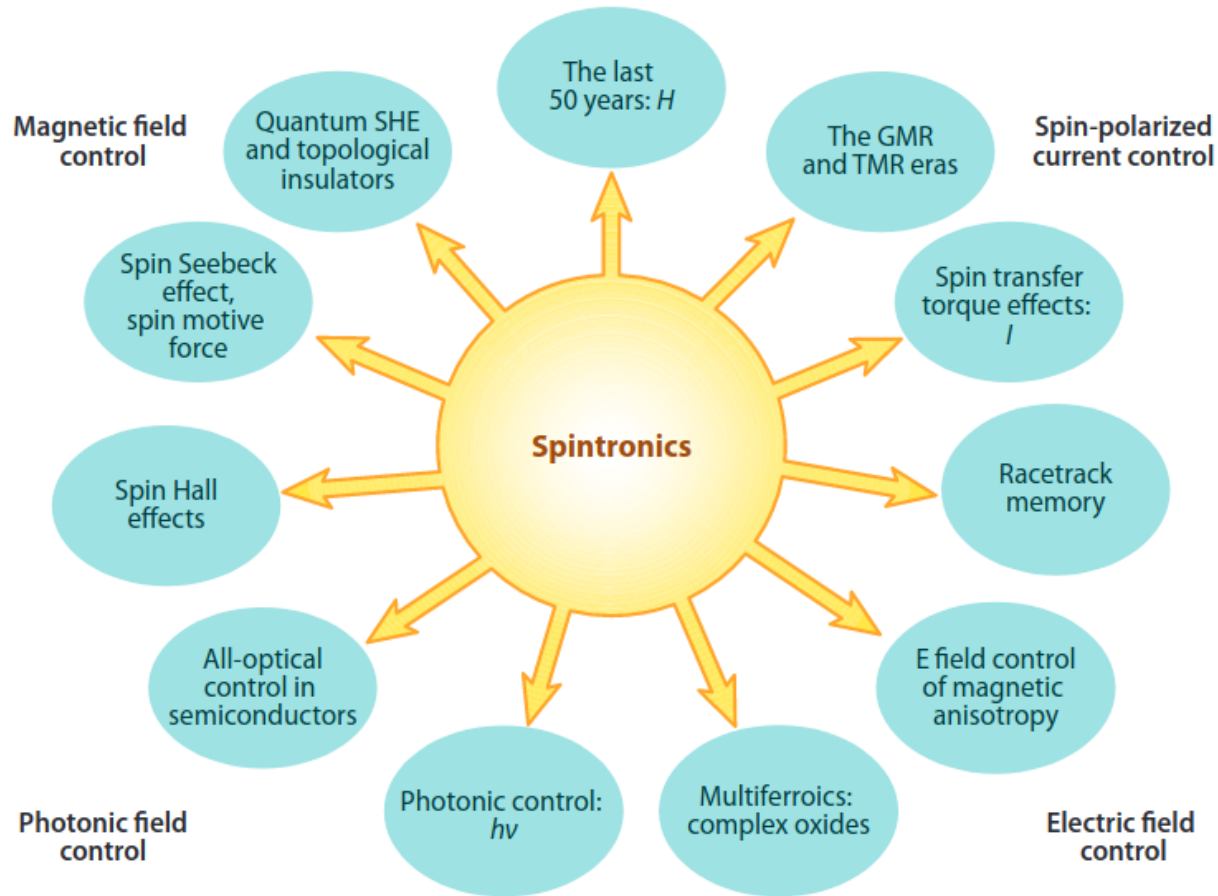 The last
50 years: H
Magnetic field
control
Quantum SHE
and topological
insulators
The GMR
and TMR eras
Spin-polarized
current control
Spin Seebeck
effect,
spin motive
force
Spin transfer
torque effects:
I
Spintronics
Spin Hall
effects
Racetrack
memory
All-optical
control in
semiconductors
E field control
of magnetic
anisotropy
Photonic control:
hν
Multiferroics:
complex oxides
Photonic field
control
Electric field
control